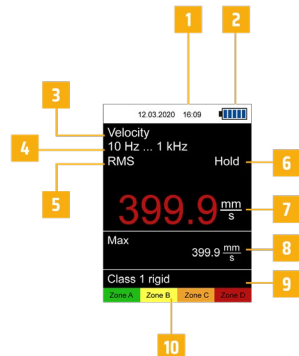 1
2
12.03.2020 16:09
3
Velocity
4
10 Hz ... 1 kHz
5
RMS
Hold
6
399.9 mm/s
7
Max
399.9 mm/s
8
Class 1 rigid
9
Zone A Zone B Zone C Zone D
10